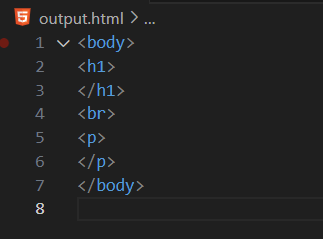 output.html > ...
1 <body>
2 <h1>
3 </h1>
4 <br>
5 <p>
6 </p>
7 </body>
8